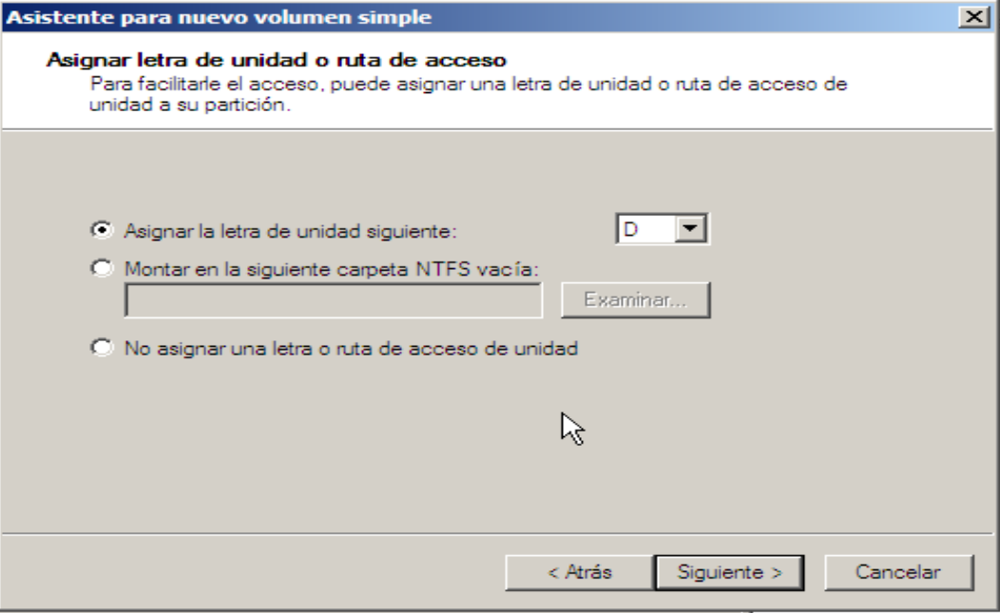 Asistente para nuevo volumen simple
Asignar letra de unidad o ruta de acceso
Para facilitarle el acceso, puede asignar una letra de unidad o ruta de acceso de
unidad a su partición.
Asignar la letra de unidad siguiente: D
Montar en la siguiente carpeta NTFS vacía:
Examinar...
No asignar una letra o ruta de acceso de unidad
< Atrás Siguiente > Cancelar